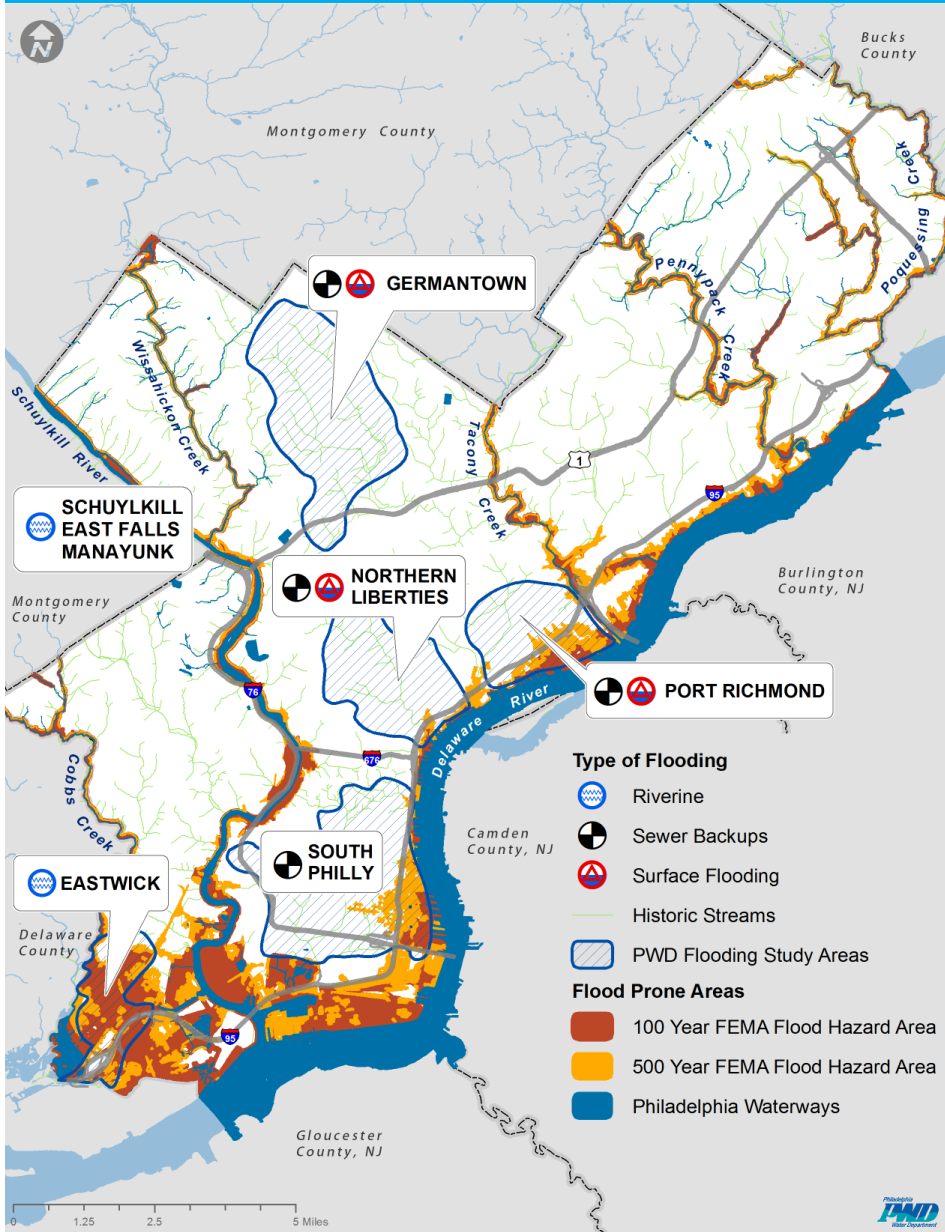 N
Bucks
County
Montgomery County
Creek
Poquessing
Pennypack
Creek
GERMANTOWN
Wissahickon Creek
Schuylkill River
Tacony
Creek
1
95
SCHUYLKILL
EAST FALLS
MANAYUNK
NORTHERN
LIBERTIES
Burlington
County, NJ
Montgomery
County
76
PORT RICHMOND
Delaware River
676
Cobbs
Creek
SOUTH
PHILLY
Camden
County, NJ
EASTWICK
Delaware
County
95
Gloucester
County, NJ
Type of Flooding
Riverine
Sewer Backups
Surface Flooding
Historic Streams
PWD Flooding Study Areas
Flood Prone Areas
100 Year FEMA Flood Hazard Area
500 Year FEMA Flood Hazard Area
Philadelphia Waterways
0 1.25 2.5 5 Miles
Philadelphia
PWD
Water Department